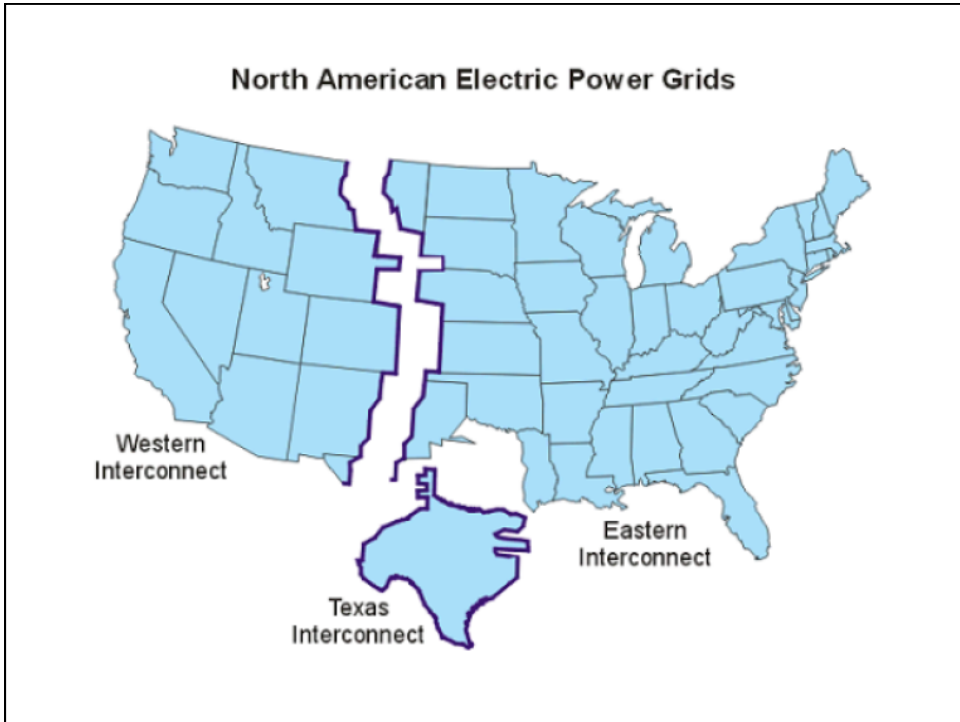 North American Electric Power Grids
Western
Interconnect
Eastern
Interconnect
Texas
Interconnect